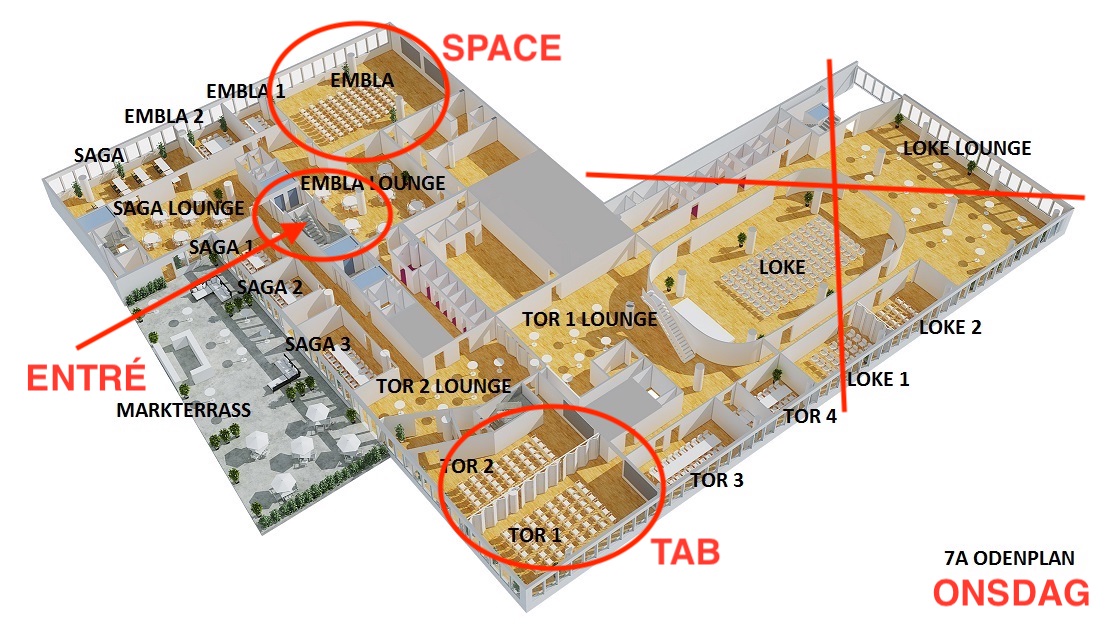 SPACE
EMBLA
EMBLA 1
EMBLA 2
SAGA
LOKE LOUNGE
EMBLA LOUNGE
SAGA LOUNGE
SAGA 1
LOKE
SAGA 2
TOR 1 LOUNGE
LOKE 2
SAGA 3
ENTRÉ
TOR 2 LOUNGE
LOKE 1
MARKTERRASS
TOR 4
TOR 2
TOR 3
TOR 1
TAB
7A ODENPLAN
ONSDAG